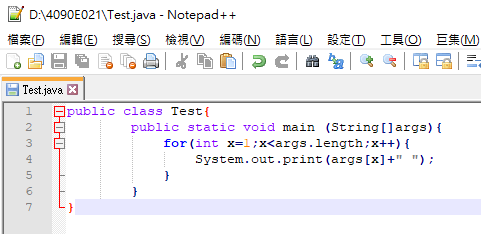 D:\4090E021\Test.java - Notepad++
檔案(F) 編輯(E) 搜尋(S) 檢視(V) 編碼(N) 語言(L) 設定(T) 工具(O) 巨集(M)
Test.java
1 public class Test{
2 public static void main (String[]args){
3 for(int x=1;x<args.length;x++){
4 System.out.print(args[x]+" ");
5 }
6 }
7 }